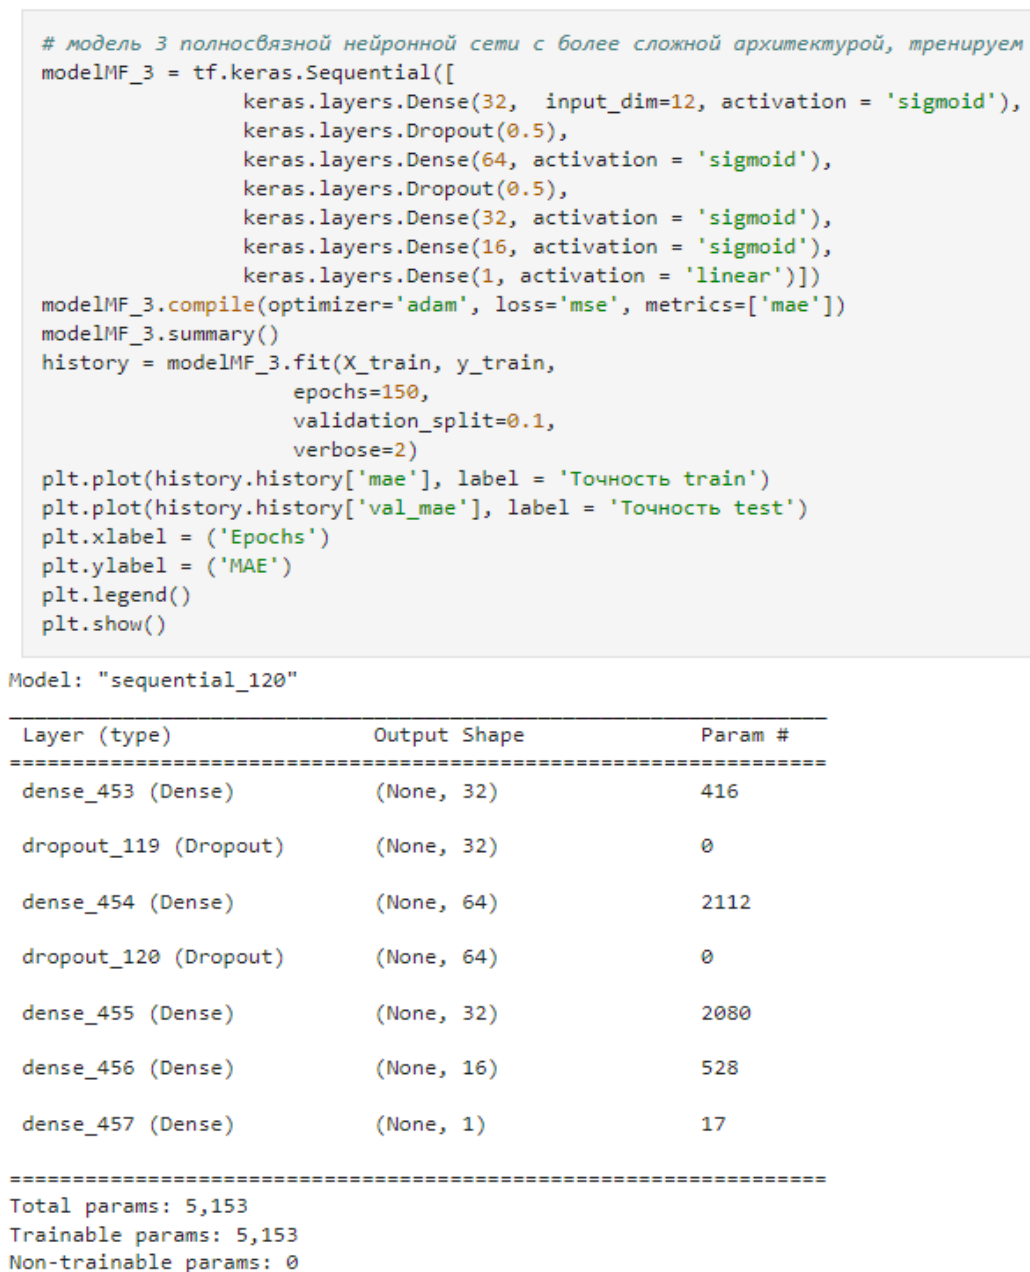 # модель 3 полносвязной нейронной сети с более сложной архитектурой, тренируем
modelMF_3 = tf.keras.Sequential([
                keras.layers.Dense(32,  input_dim=12, activation = 'sigmoid'),
                keras.layers.Dropout(0.5),
                keras.layers.Dense(64, activation = 'sigmoid'),
                keras.layers.Dropout(0.5),
                keras.layers.Dense(32, activation = 'sigmoid'),
                keras.layers.Dense(16, activation = 'sigmoid'),
                keras.layers.Dense(1, activation = 'linear')])
modelMF_3.compile(optimizer='adam', loss='mse', metrics=['mae'])
modelMF_3.summary()
history = modelMF_3.fit(X_train, y_train,
                    epochs=150,
                    validation_split=0.1,
                    verbose=2)
plt.plot(history.history['mae'], label = 'Точность train')
plt.plot(history.history['val_mae'], label = 'Точность test')
plt.xlabel = ('Epochs')
plt.ylabel = ('MAE')
plt.legend()
plt.show()
Model: "sequential_120"
Layer (type) Output Shape Param #
dense_453 (Dense) (None, 32) 416
dropout_119 (Dropout) (None, 32) 0
dense_454 (Dense) (None, 64) 2112
dropout_120 (Dropout) (None, 64) 0
dense_455 (Dense) (None, 32) 2080
dense_456 (Dense) (None, 16) 528
dense_457 (Dense) (None, 1) 17
Total params: 5,153
Trainable params: 5,153
Non-trainable params: 0